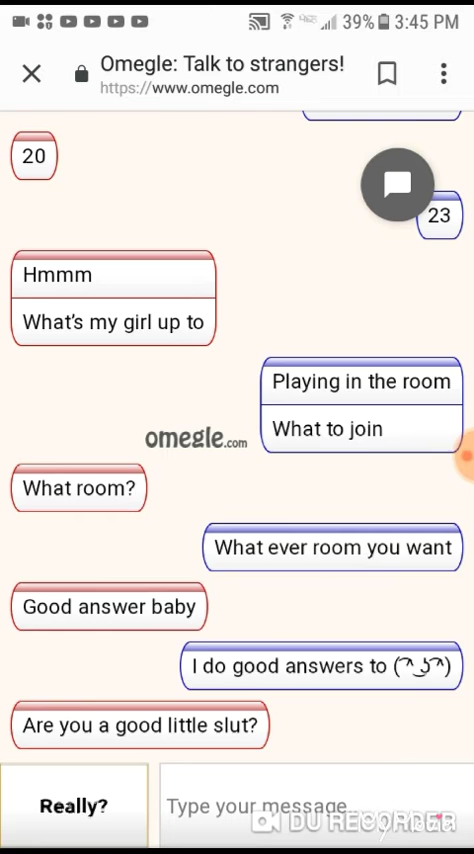 39% 3:45 PM
Omegle: Talk to strangers!
https://www.omegle.com
20
23
Hmmm
What's my girl up to
Playing in the room
What to join
omegle.com
What room?
What ever room you want
Good answer baby
I do good answers to ( ͡° ͜ʖ ͡°)
Are you a good little slut?
Really?
Type your message...
DU RECORDER